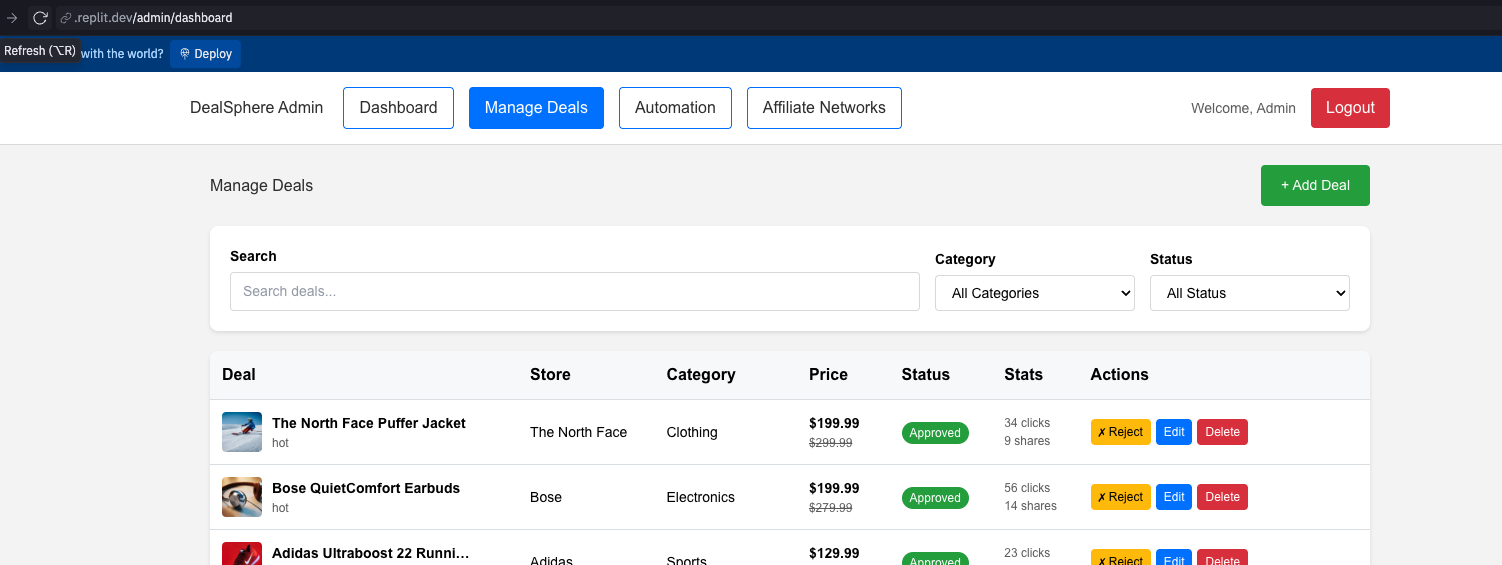 .replit.dev/admin/dashboard
Refresh (⌥R) with the world? Deploy
DealSphere Admin Dashboard Manage Deals Automation Affiliate Networks Welcome, Admin Logout
Manage Deals + Add Deal
Search Category Status
Search deals... All Categories All Status
Deal Store Category Price Status Stats Actions
The North Face Puffer Jacket $199.99 34 clicks
hot The North Face Clothing $299.99 Approved 9 shares ✗ Reject Edit Delete
Bose QuietComfort Earbuds $199.99 56 clicks
hot Bose Electronics $279.99 Approved 14 shares ✗ Reject Edit Delete
Adidas Ultraboost 22 Runni... $129.99 23 clicks
Adidas Sports Approved ✗ Reject Edit Delete